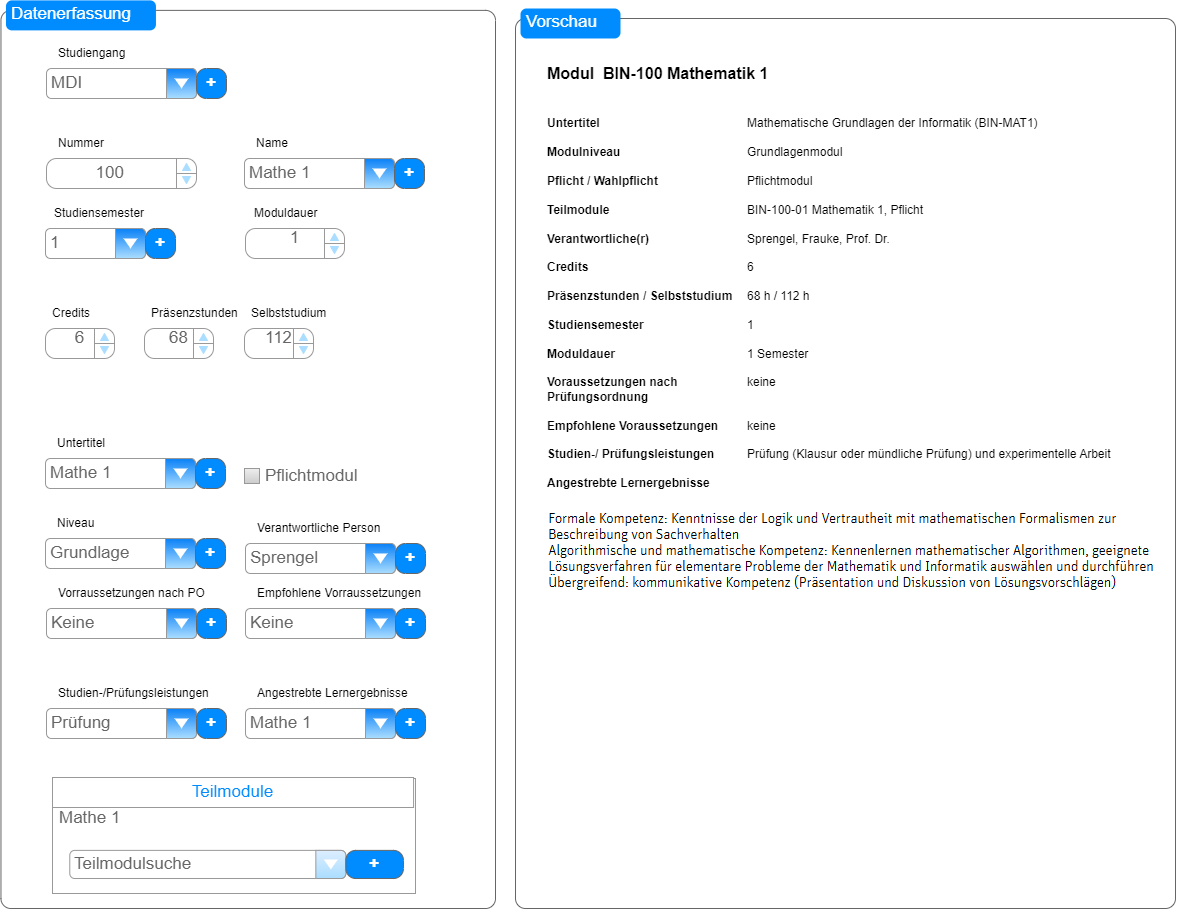 Datenerfassung
Studiengang
MDI
+
Nummer
Name
100
Mathe 1
+
Studiensemester
Moduldauer
1
+
1
Credits
Präsenzstunden
Selbststudium
6
68
112
Untertitel
Mathe 1
+
Pflichtmodul
Niveau
Verantwortliche Person
Grundlage
+
Sprengel
+
Vorraussetzungen nach PO
Empfohlene Vorraussetzungen
Keine
+
Keine
+
Studien-/Prüfungsleistungen
Angestrebte Lernergebnisse
Prüfung
+
Mathe 1
+
Teilmodule
Mathe 1
Teilmodulsuche
+
Vorschau
Modul BIN-100 Mathematik 1
Untertitel Mathematische Grundlagen der Informatik (BIN-MAT1)
Modulniveau Grundlagenmodul
Pflicht / Wahlpflicht Pflichtmodul
Teilmodule BIN-100-01 Mathematik 1, Pflicht
Verantwortliche(r) Sprengel, Frauke, Prof. Dr.
Credits 6
Präsenzstunden / Selbststudium 68 h / 112 h
Studiensemester 1
Moduldauer 1 Semester
Voraussetzungen nach keine
Prüfungsordnung
Empfohlene Voraussetzungen keine
Studien-/ Prüfungsleistungen Prüfung (Klausur oder mündliche Prüfung) und experimentelle Arbeit
Angestrebte Lernergebnisse
Formale Kompetenz: Kenntnisse der Logik und Vertrautheit mit mathematischen Formalismen zur
Beschreibung von Sachverhalten
Algorithmische und mathematische Kompetenz: Kennenlernen mathematischer Algorithmen, geeignete
Lösungsverfahren für elementare Probleme der Mathematik und Informatik auswählen und durchführen
Übergreifend: kommunikative Kompetenz (Präsentation und Diskussion von Lösungsvorschlägen)